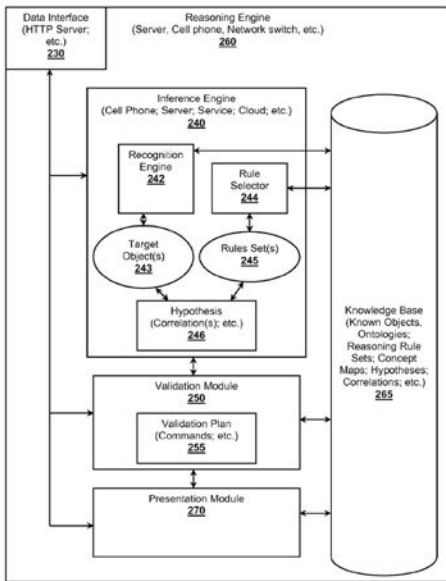 Data Interface
(HTTP Server;
etc.)
230
Reasoning Engine
(Server, Cell phone, Network switch, etc.)
260
Inference Engine
(Cell Phone; Server; Service; Cloud; etc.)
240
Recognition
Engine
242
Rule
Selector
244
Target
Object(s)
243
Rules Set(s)
245
Hypothesis
(Correlation(s); etc.)
246
Validation Module
250
Validation Plan
(Commands; etc.)
255
Presentation Module
270
Knowledge Base
(Known Objects,
Ontologies;
Reasoning Rule
Sets; Concept
Maps; Hypotheses;
Correlations; etc.)
265